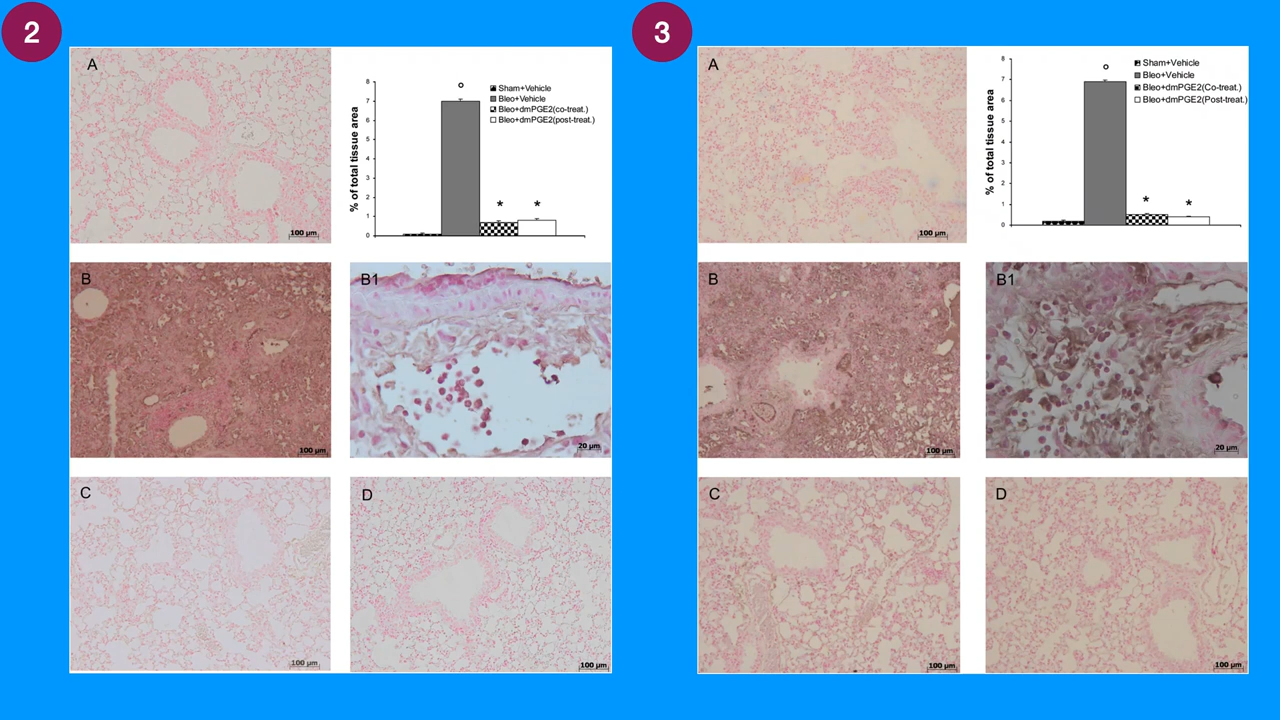 2
A
100 µm
% of total tissue area
8
7
6
5
4
3
2
1
0
*
*
Sham+Vehicle
Bleo+Vehicle
Bleo+dmPGE2(co-treat.)
Bleo+dmPGE2(post-treat.)
B
100 µm
B1
20 µm
C
100 µm
D
100 µm
3
A
100 µm
% of total tissue area
8
7
6
5
4
3
2
1
0
*
*
Sham+Vehicle
Bleo+Vehicle
Bleo+dmPGE2(Co-treat.)
Bleo+dmPGE2(Post-treat.)
B
100 µm
B1
20 µm
C
100 µm
D
100 µm